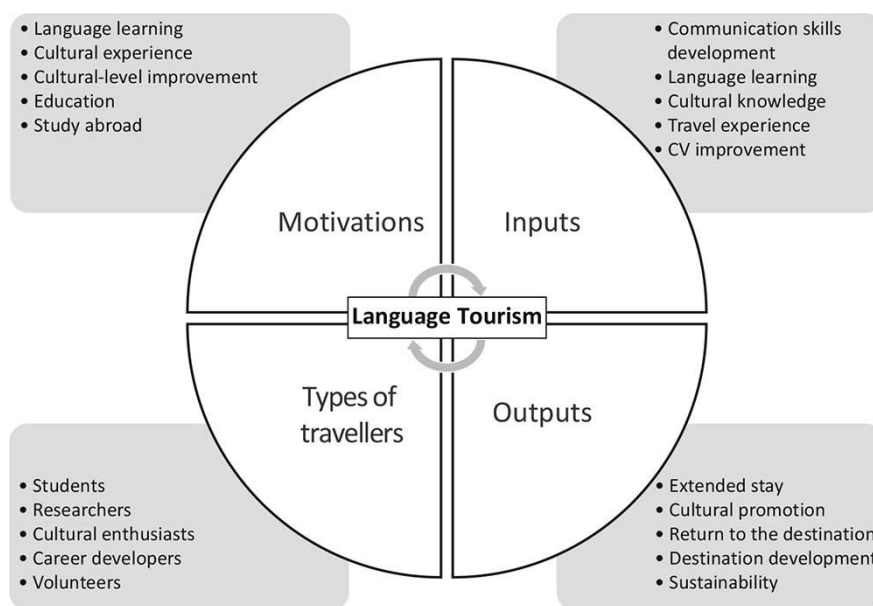 • Language learning
• Cultural experience
• Cultural-level improvement
• Education
• Study abroad
• Communication skills
development
• Language learning
• Cultural knowledge
• Travel experience
• CV improvement
Motivations
Inputs
Language Tourism
Types of
travellers
Outputs
• Students
• Researchers
• Cultural enthusiasts
• Career developers
• Volunteers
• Extended stay
• Cultural promotion
• Return to the destination
• Destination development
• Sustainability